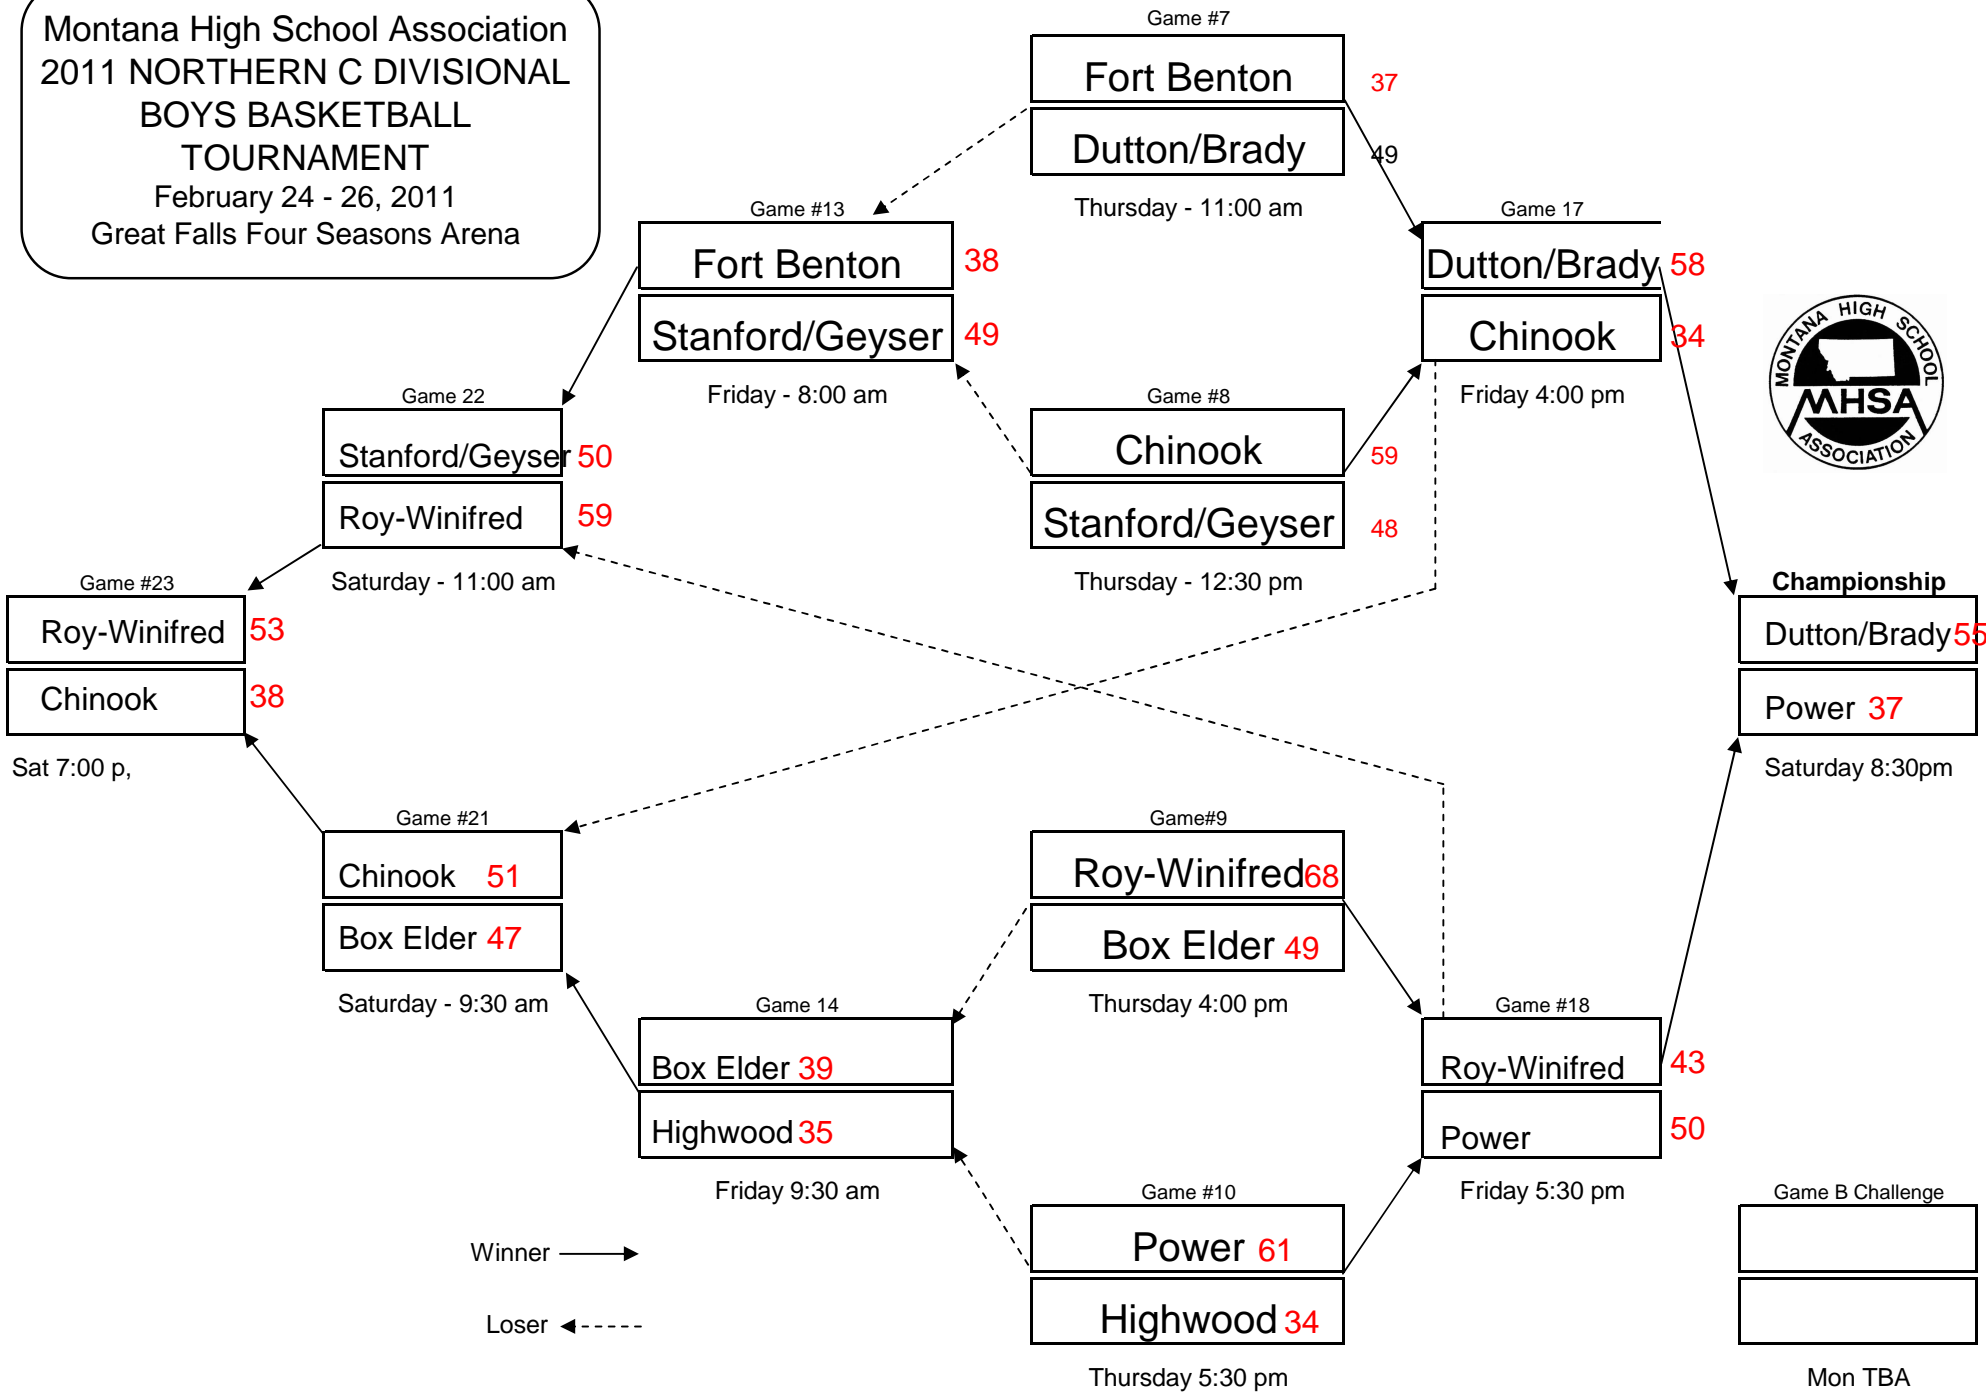 Montana High School Association
2011 NORTHERN C DIVISIONAL
BOYS BASKETBALL
TOURNAMENT
February 24 - 26, 2011
Great Falls Four Seasons Arena
Game #7
Fort Benton 37
Dutton/Brady 49
Thursday - 11:00 am
Game #13
Fort Benton 38
Stanford/Geyser 49
Friday - 8:00 am
Game 17
Dutton/Brady 58
Chinook 34
Friday 4:00 pm
MONTANA HIGH SCHOOL
MHSA
ASSOCIATION
Game 22
Stanford/Geyser 50
Roy-Winifred 59
Saturday - 11:00 am
Game #8
Chinook 59
Stanford/Geyser 48
Thursday - 12:30 pm
Game #23
Roy-Winifred 53
Chinook 38
Sat 7:00 p,
Championship
Dutton/Brady 55
Power 37
Saturday 8:30pm
Game #21
Chinook 51
Box Elder 47
Saturday - 9:30 am
Game#9
Roy-Winifred 68
Box Elder 49
Thursday 4:00 pm
Game 14
Box Elder 39
Highwood 35
Friday 9:30 am
Game #18
Roy-Winifred 43
Power 50
Friday 5:30 pm
Game #10
Power 61
Highwood 34
Thursday 5:30 pm
Game B Challenge
Mon TBA
Winner
Loser